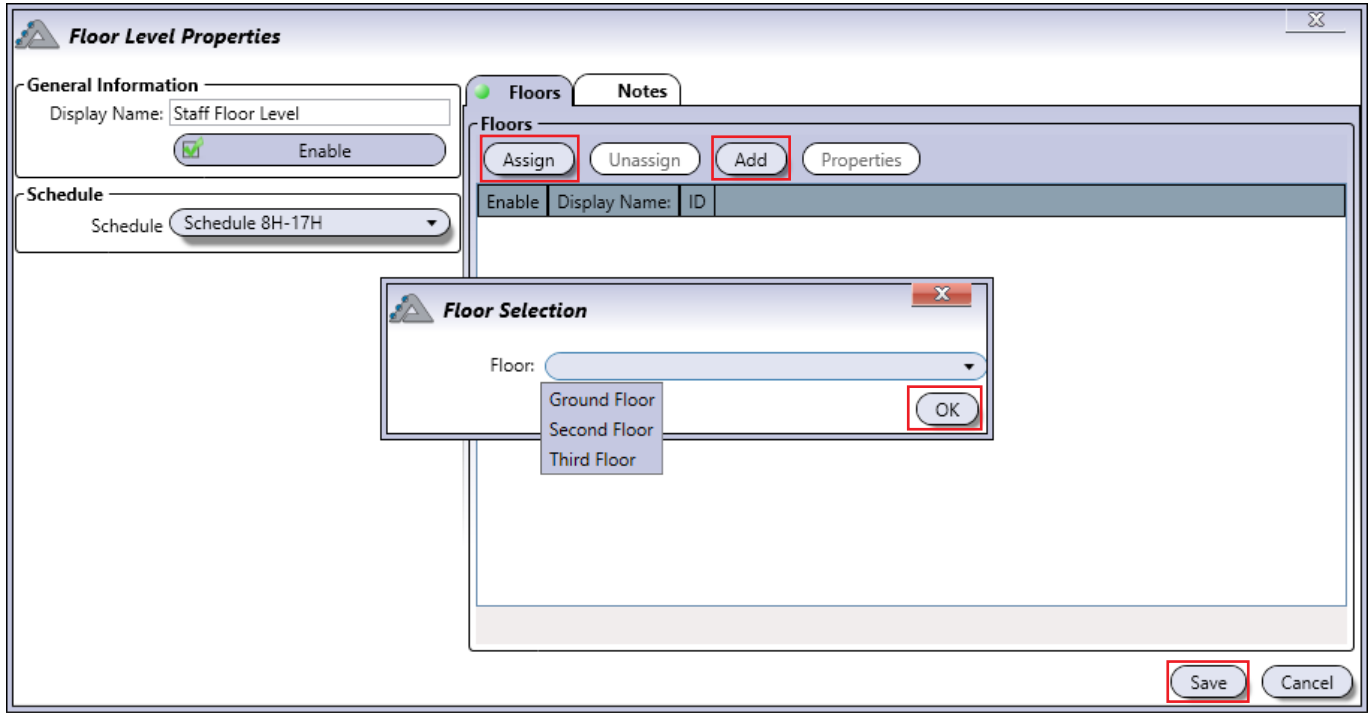 Floor Level Properties
General Information
Display Name: Staff Floor Level
Enable
Schedule
Schedule Schedule 8H-17H
Floors Notes
Floors
Assign Unassign Add Properties
Enable Display Name: ID
Floor Selection
Floor:
Ground Floor
Second Floor
Third Floor
OK
Save Cancel